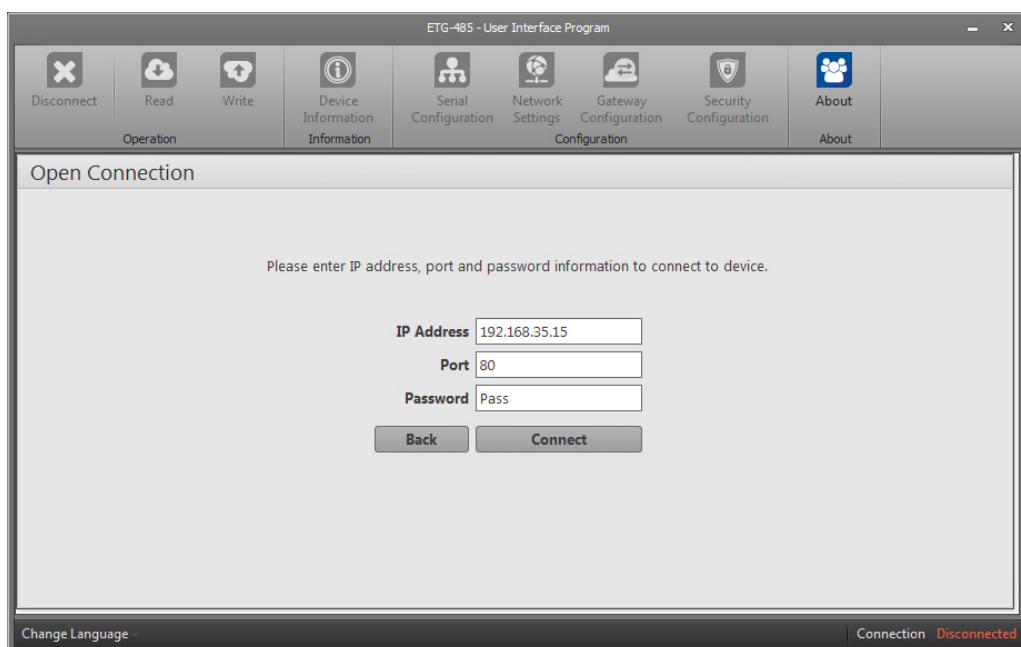 ETG-485 - User Interface Program
Disconnect Read Write Device Information Serial Configuration Network Settings Gateway Configuration Security Configuration About
Operation Information Configuration About
Open Connection
Please enter IP address, port and password information to connect to device.
IP Address 192.168.35.15
Port 80
Password Pass
Back Connect
Change Language Connection Disconnected